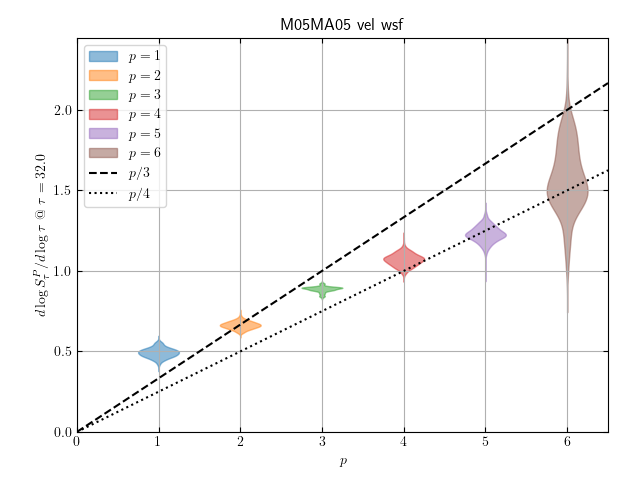 M05MA05 vel wsf
d log S_τ^P / d log τ @ τ = 32.0
2.0
1.5
1.0
0.5
0.0
p = 1
p = 2
p = 3
p = 4
p = 5
p = 6
p/3
p/4
0 1 2 3 4 5 6
p